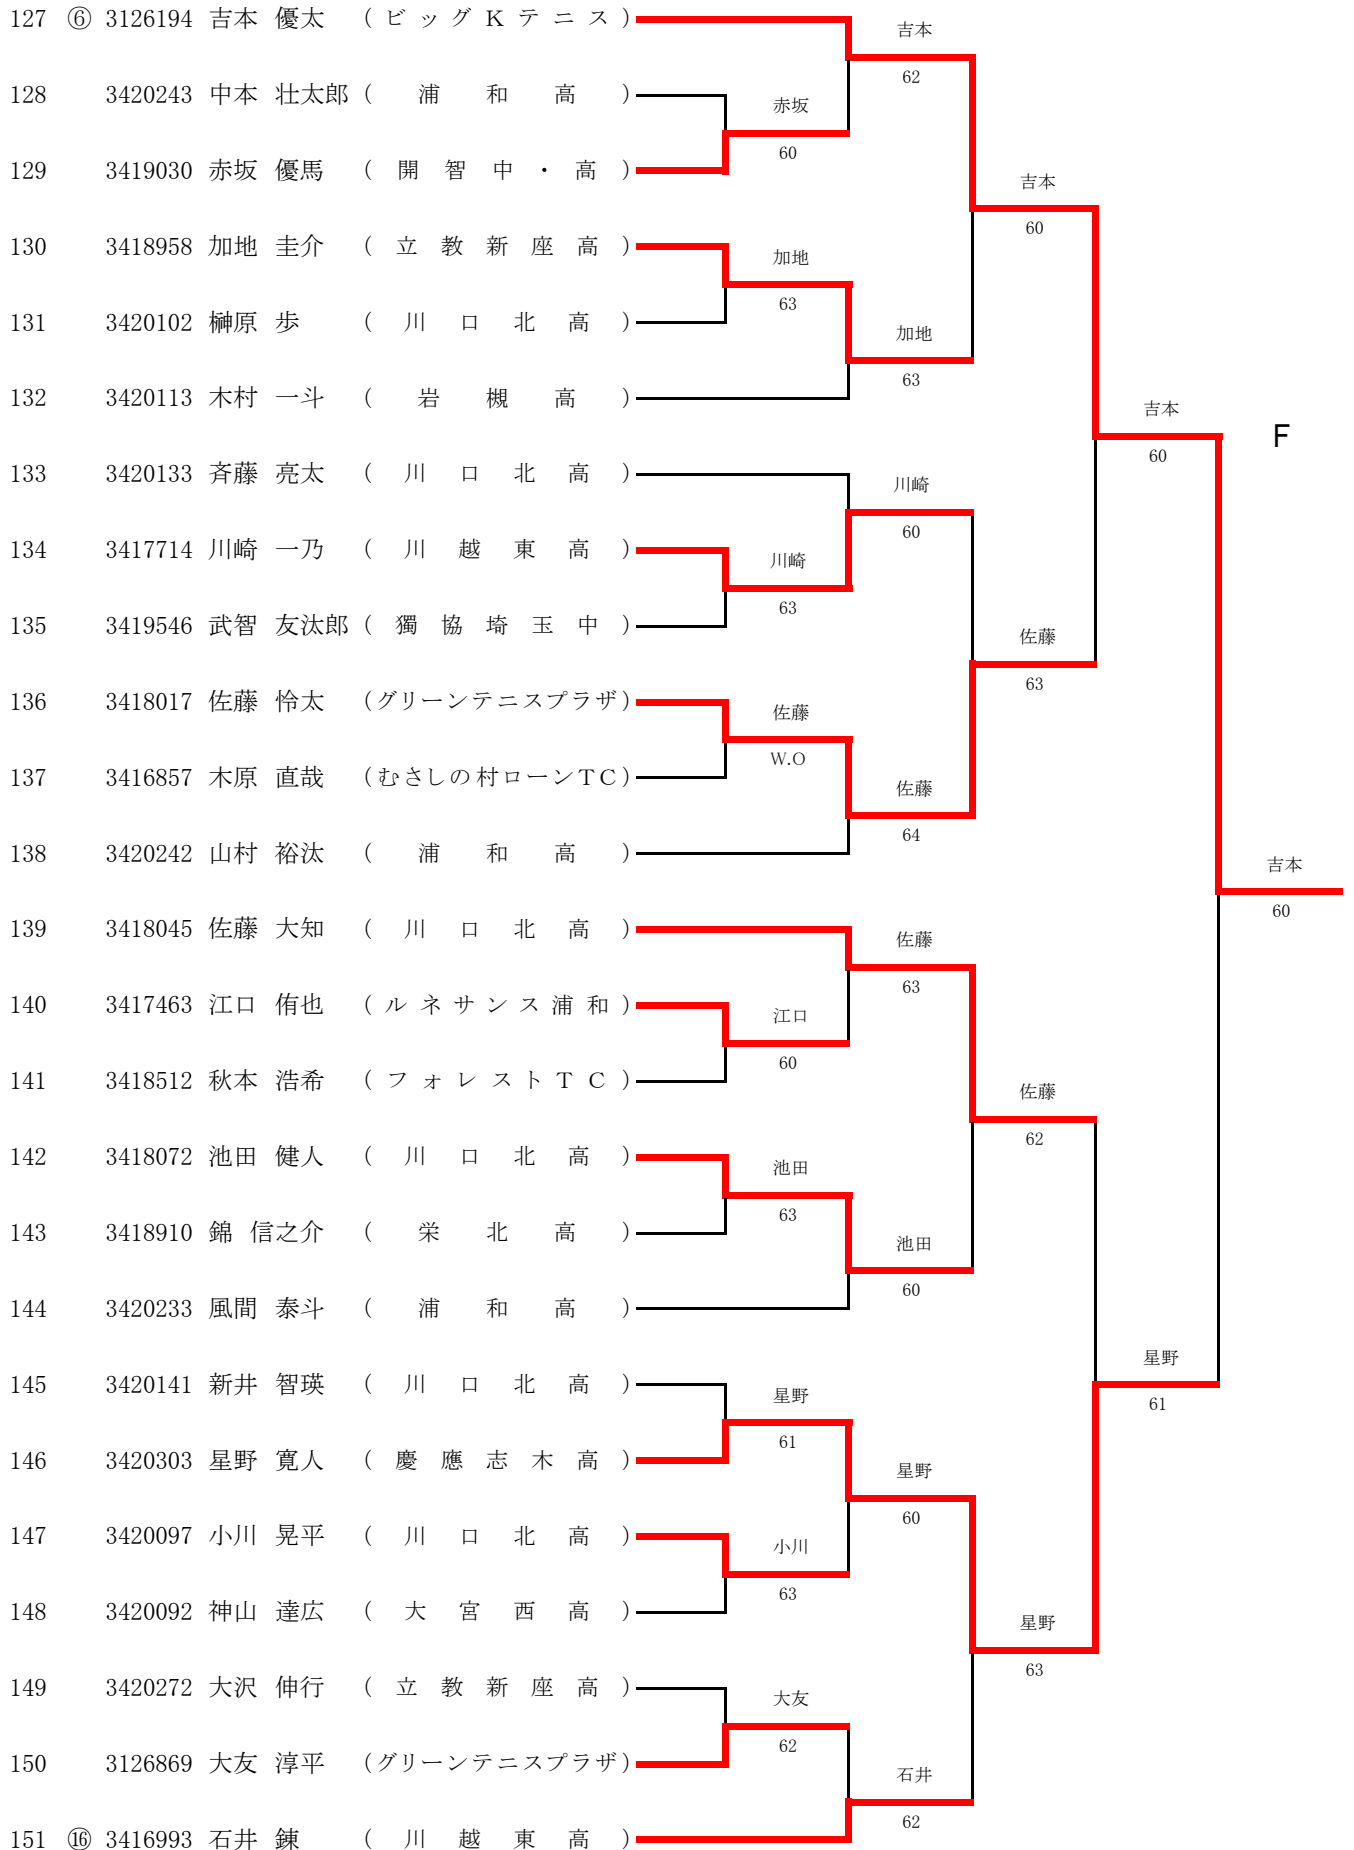 127 ⑥ 3126194 吉本 優太 (ビッグKテニス)
吉本
62
128 3420243 中本 壮太郎 (浦和高)
赤坂
60
129 3419030 赤坂 優馬 (開智中・高)
吉本
60
130 3418958 加地 圭介 (立教新座高)
加地
63
131 3420102 榊原 歩 (川口北高)
加地
63
132 3420113 木村 一斗 (岩槻高)
吉本
60
F
133 3420133 斉藤 亮太 (川口北高)
川崎
60
134 3417714 川崎 一乃 (川越東高)
川崎
63
135 3419546 武智 友汰郎 (獨協埼玉中)
佐藤
63
136 3418017 佐藤 怜太 (グリーンテニスプラザ)
佐藤
W.O
137 3416857 木原 直哉 (むさしの村ローンTC)
佐藤
64
138 3420242 山村 裕汰 (浦和高)
吉本
60
139 3418045 佐藤 大知 (川口北高)
佐藤
63
140 3417463 江口 侑也 (ルネサンス浦和)
江口
60
141 3418512 秋本 浩希 (フォレストTC)
佐藤
62
142 3418072 池田 健人 (川口北高)
池田
63
143 3418910 錦 信之介 (栄北高)
池田
60
144 3420233 風間 泰斗 (浦和高)
星野
61
145 3420141 新井 智瑛 (川口北高)
星野
61
146 3420303 星野 寛人 (慶應志木高)
星野
60
147 3420097 小川 晃平 (川口北高)
小川
63
148 3420092 神山 達広 (大宮西高)
星野
63
149 3420272 大沢 伸行 (立教新座高)
大友
62
150 3126869 大友 淳平 (グリーンテニスプラザ)
石井
62
151 ⑯ 3416993 石井 錬 (川越東高)